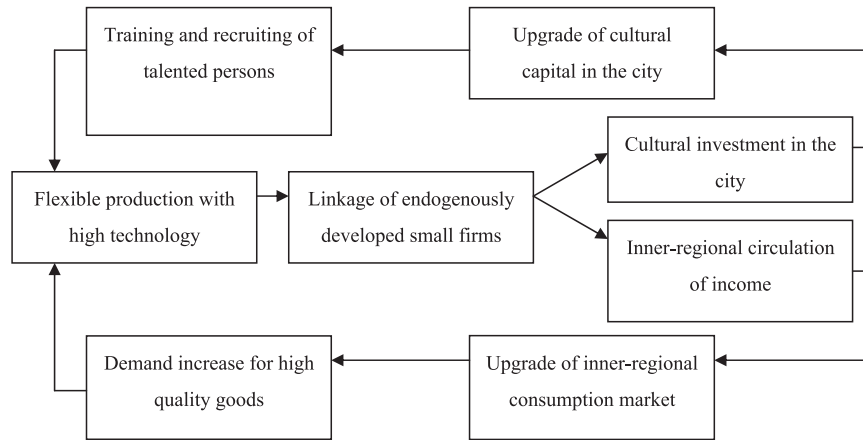 Training and recruiting of
talented persons
Upgrade of cultural
capital in the city
Cultural investment in the
city
Flexible production with
high technology
Linkage of endogenously
developed small firms
Inner-regional circulation
of income
Demand increase for high
quality goods
Upgrade of inner-regional
consumption market